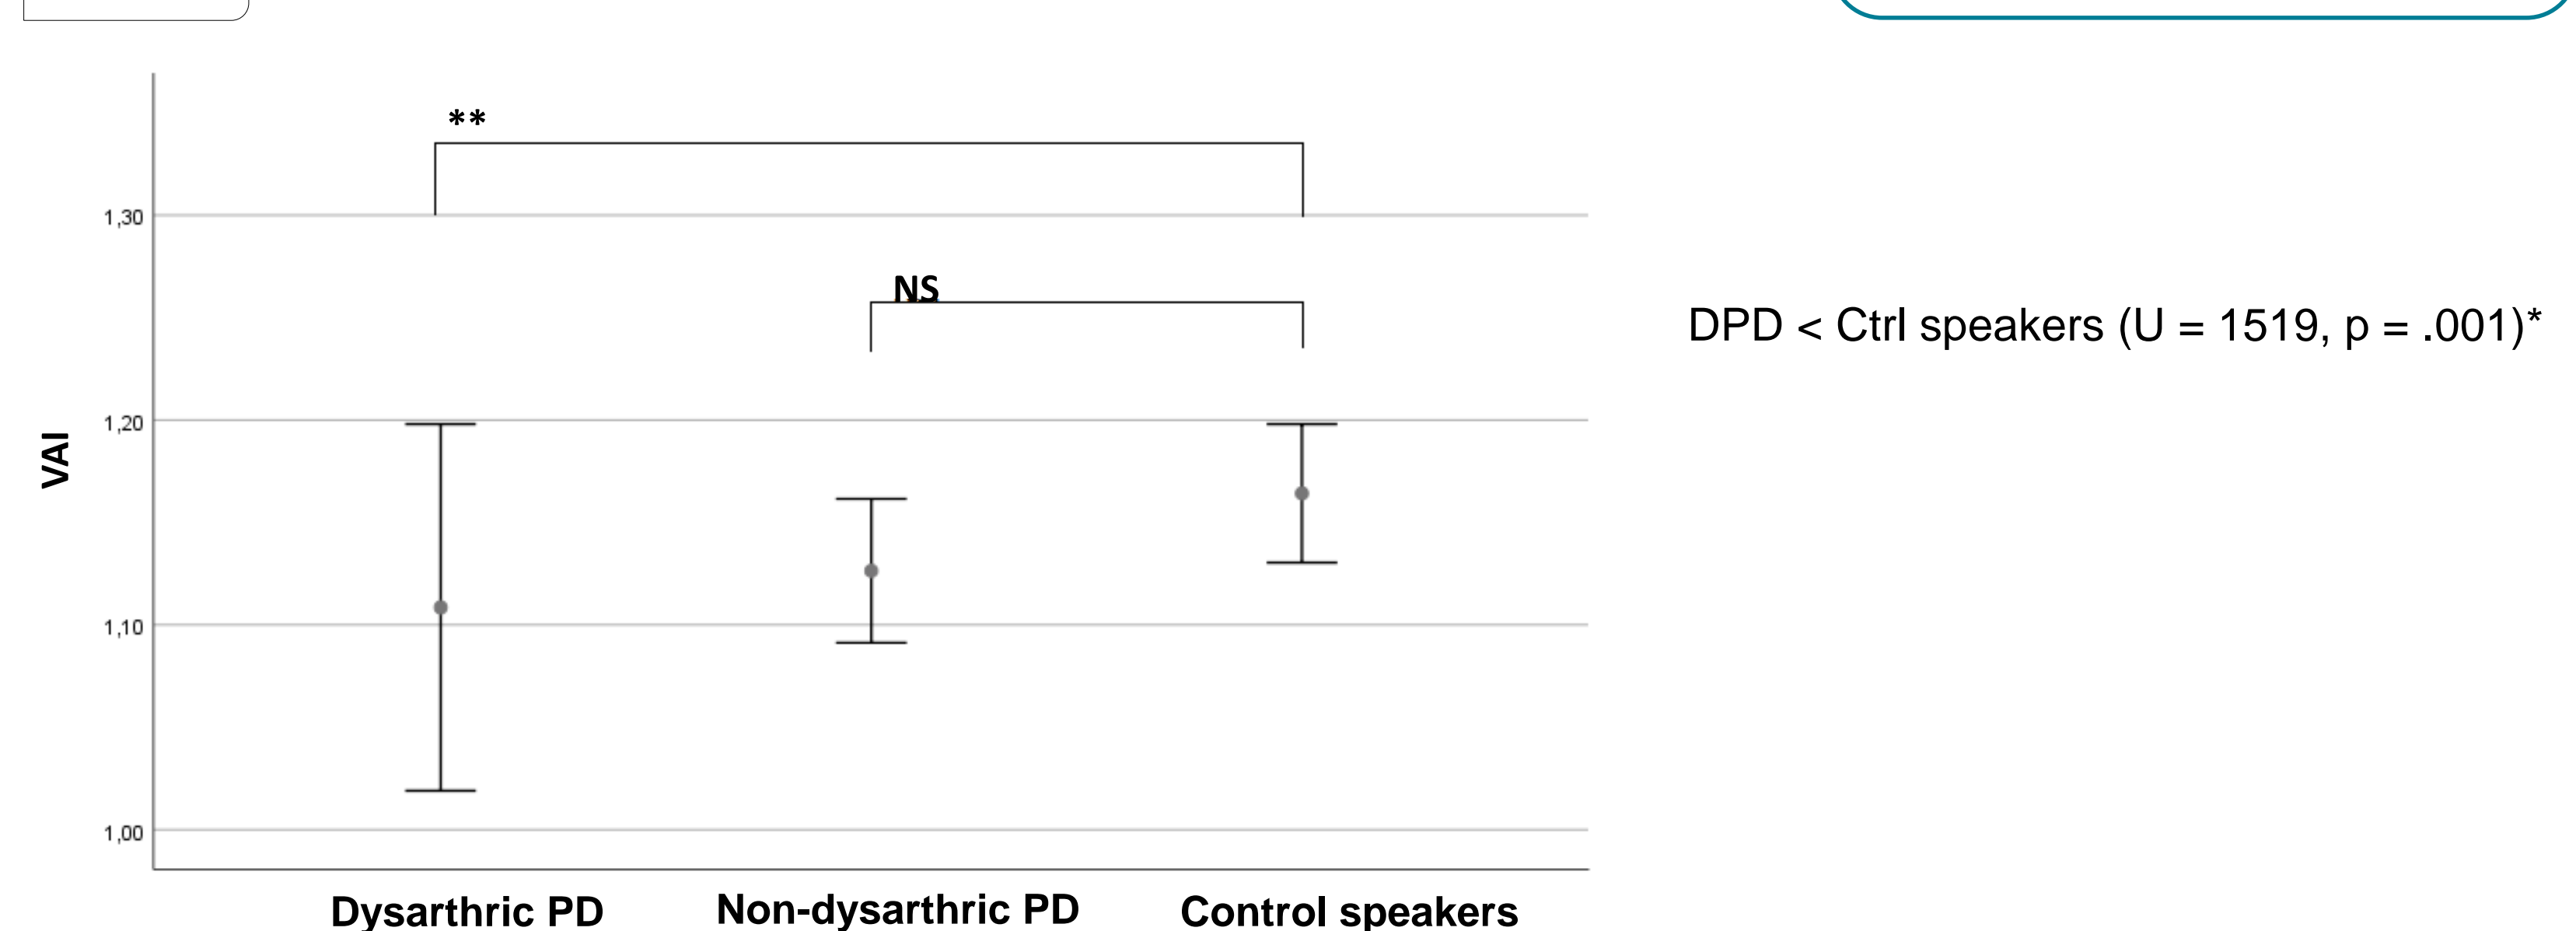 **
1,30
NS
DPD < Ctrl speakers (U = 1519, p = .001)*
1,20
VAI
1,10
1,00
Dysarthric PD
Non-dysarthric PD
Control speakers